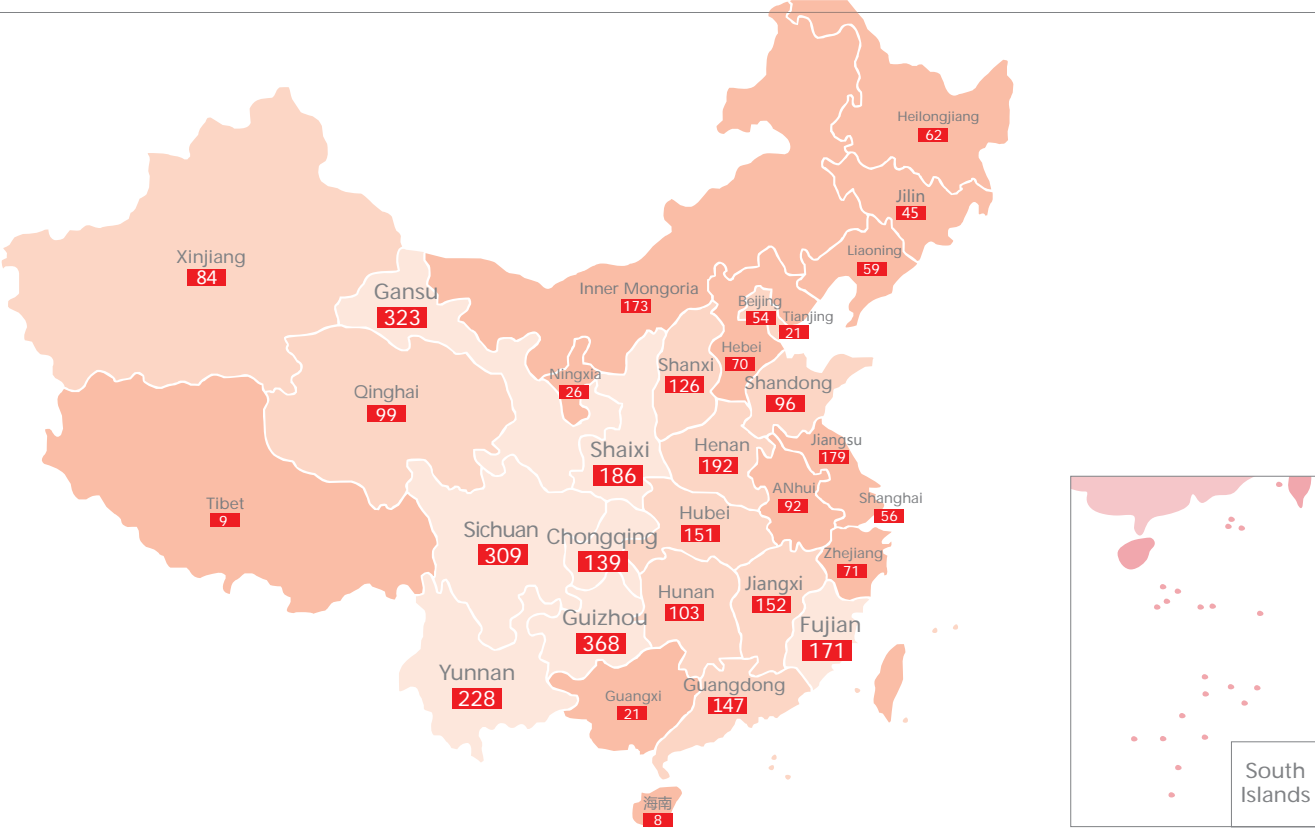 Heilongjiang
62
Jilin
45
Liaoning
59
Xinjiang
84
Gansu
323
Inner Mongoria
173
Beijing
54
Tianjing
21
Hebei
70
Shanxi
126
Ningxia
26
Shandong
96
Qinghai
99
Shaixi
186
Henan
192
Jiangsu
179
ANhui
92
Shanghai
56
Tibet
9
Sichuan
309
Chongqing
139
Hubei
151
Zhejiang
71
Hunan
103
Jiangxi
152
Guizhou
368
Fujian
171
Yunnan
228
Guangxi
21
Guangdong
147
海南
8
South
Islands